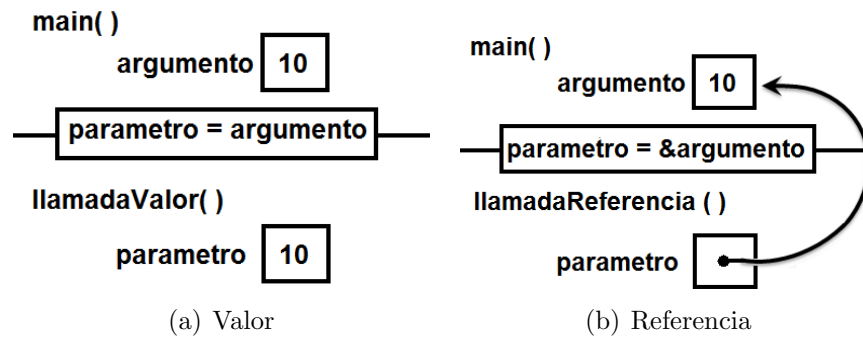 main( )
argumento 10
parametro = argumento
llamadaValor( )
parametro 10
(a) Valor
main( )
argumento 10
parametro = &argumento
llamadaReferencia ( )
parametro
(b) Referencia